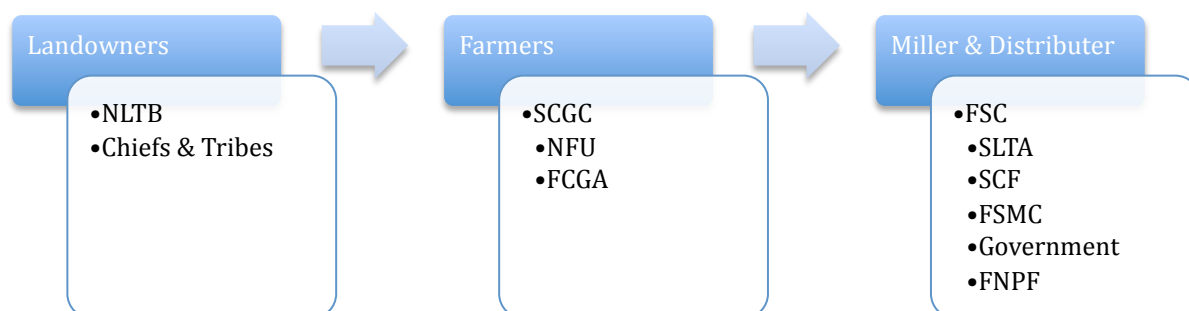 Landowners
•NLTB
•Chiefs & Tribes
Farmers
•SCGC
•NFU
•FCGA
Miller & Distributer
•FSC
•SLTA
•SCF
•FSMC
•Government
•FNPF